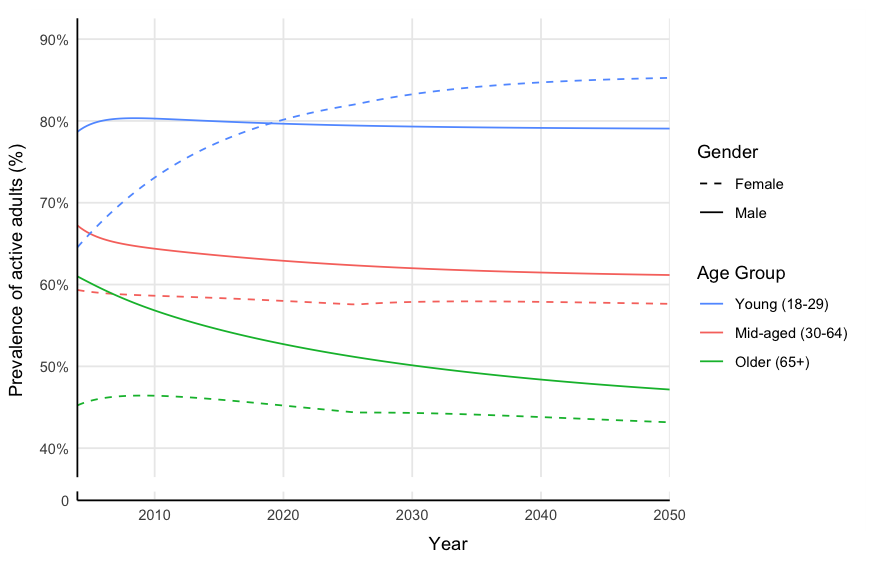 Prevalence of active adults (%)
90%
80%
70%
60%
50%
40%
0
2010 2020 2030 2040 2050
Year
Gender
Female
Male
Age Group
Young (18-29)
Mid-aged (30-64)
Older (65+)